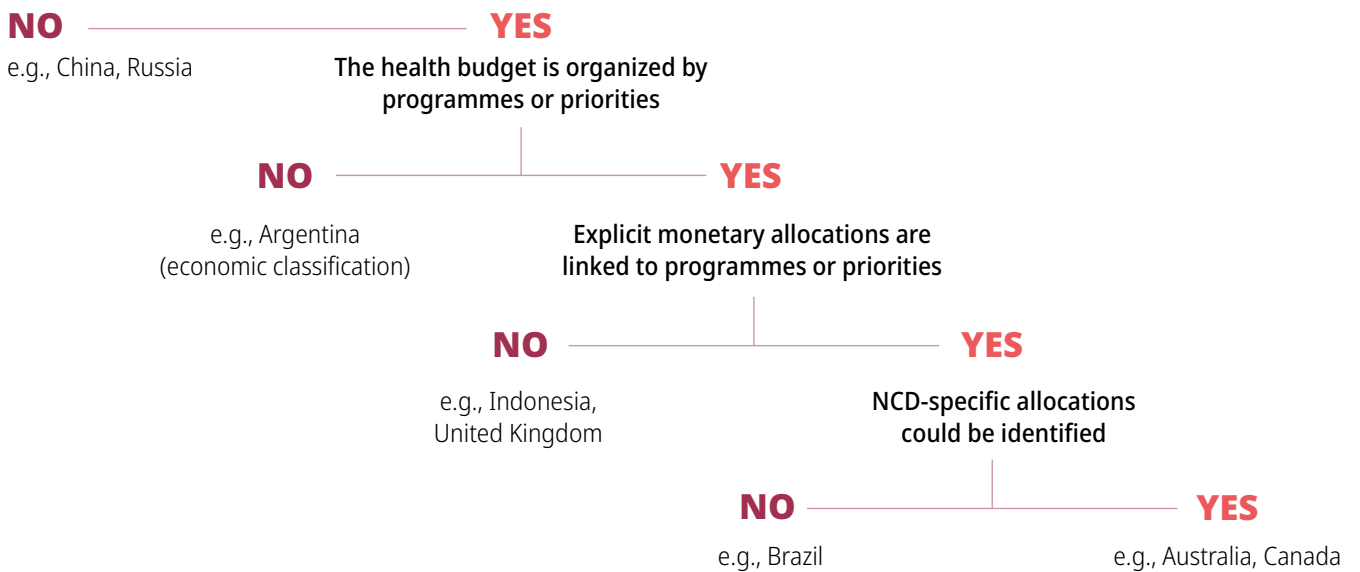 NO
YES
e.g., China, Russia
The health budget is organized by
programmes or priorities
NO
YES
e.g., Argentina
(economic classification)
Explicit monetary allocations are
linked to programmes or priorities
NO
YES
e.g., Indonesia,
United Kingdom
NCD-specific allocations
could be identified
NO
YES
e.g., Brazil
e.g., Australia, Canada